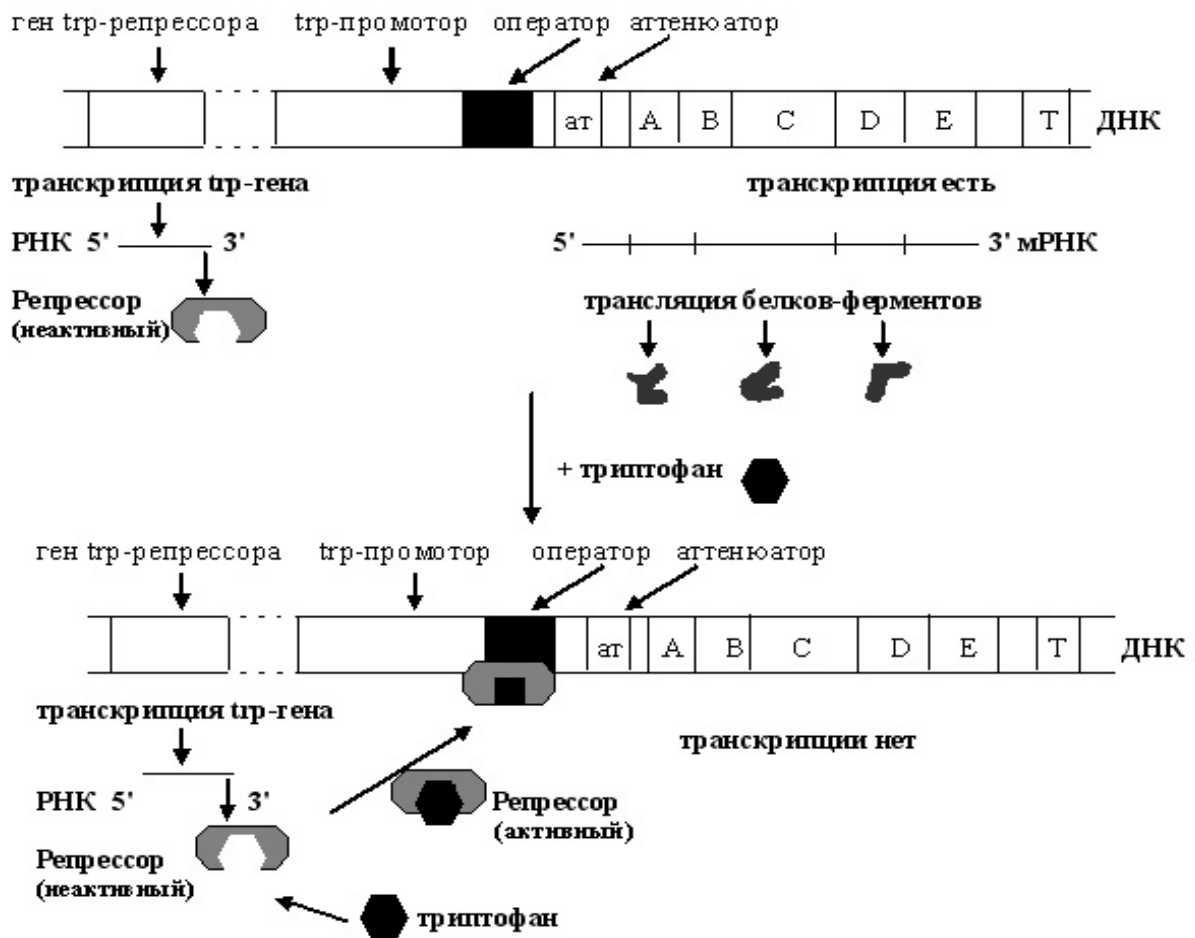 ген trp-репрессора trp-промотор оператор аттенюатор
ат A B C D E T ДНК
транскрипция trp-гена транскрипция есть
РНК 5' 3' 5' 3' мРНК
Репрессор
(неактивный)
трансляция белков-ферментов
+ триптофан
ген trp-репрессора trp-промотор оператор аттенюатор
ат A B C D E T ДНК
транскрипция trp-гена
транскрипции нет
РНК 5' 3'
Репрессор
(активный)
Репрессор
(неактивный)
триптофан